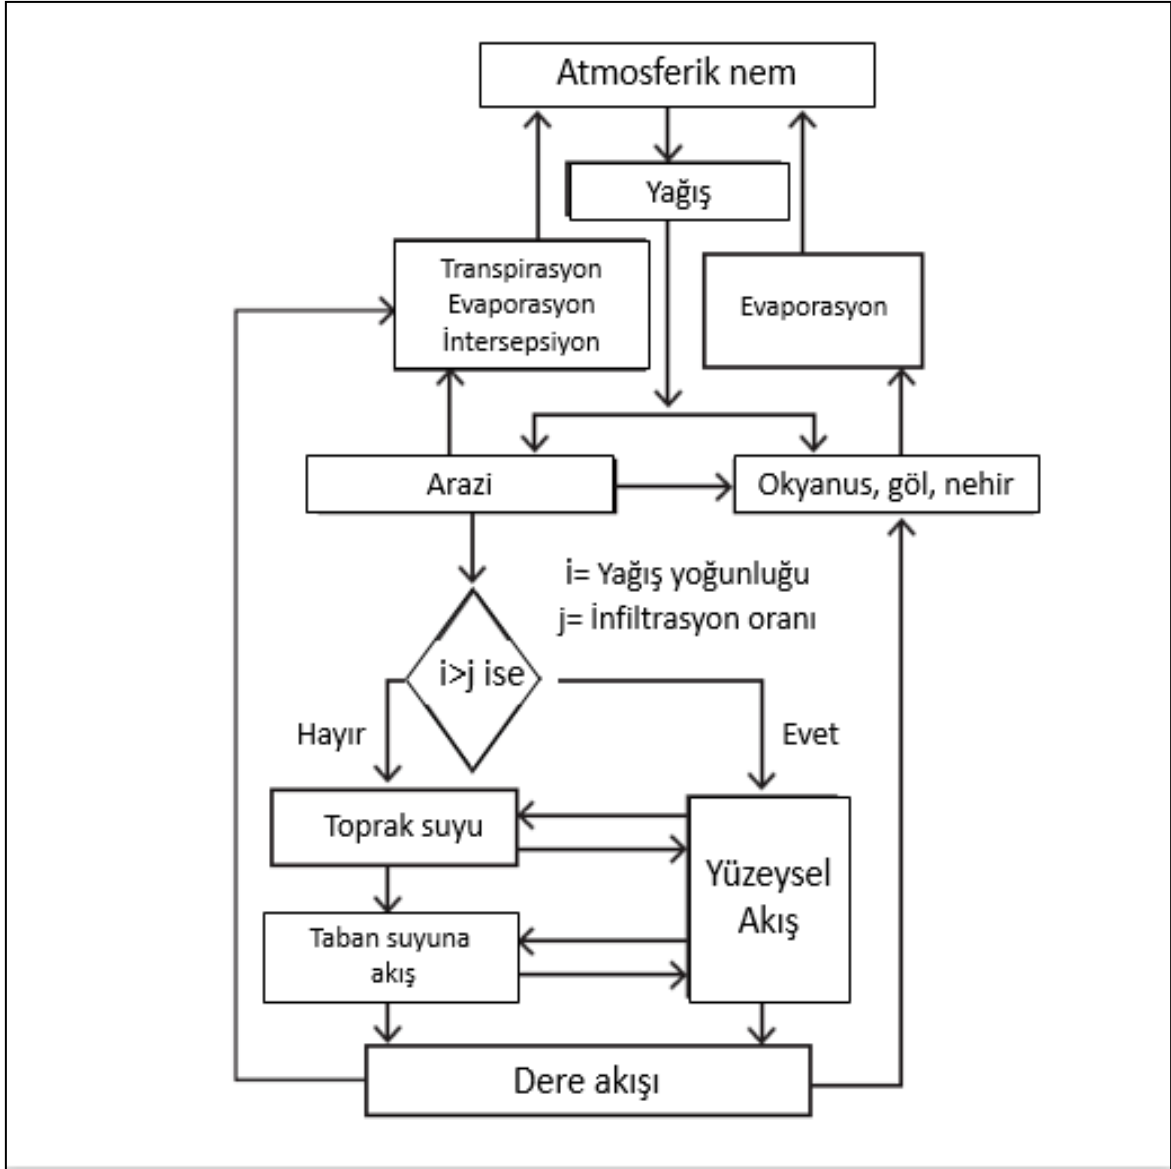 Atmosferik nem
Yağış
Transpirasyon
Evaporasyon
İntersepsiyon
Evaporasyon
Arazi
Okyanus, göl, nehir
İ= Yağış yoğunluğu
j= İnfiltrasyon oranı
i>j ise
Hayır
Evet
Toprak suyu
Yüzeysel
Akış
Taban suyuna
akış
Dere akışı